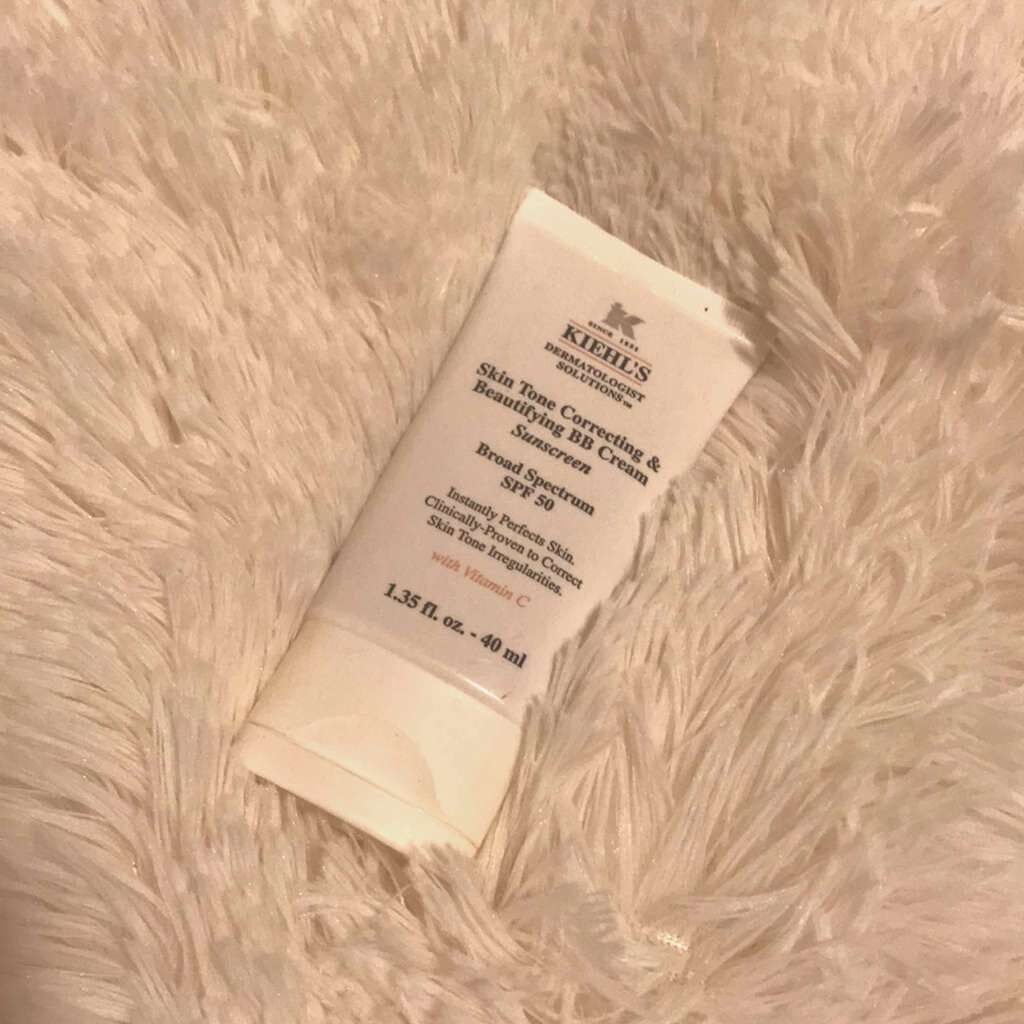 K
SINCE 1851
KIEHL'S
DERMATOLOGIST
SOLUTIONS™
Skin Tone Correcting &
Beautifying BB Cream
Sunscreen
Broad Spectrum
SPF 50
Instantly Perfects Skin.
Clinically-Proven to Correct
Skin Tone Irregularities.
with Vitamin C
1.35 fl. oz. - 40 ml